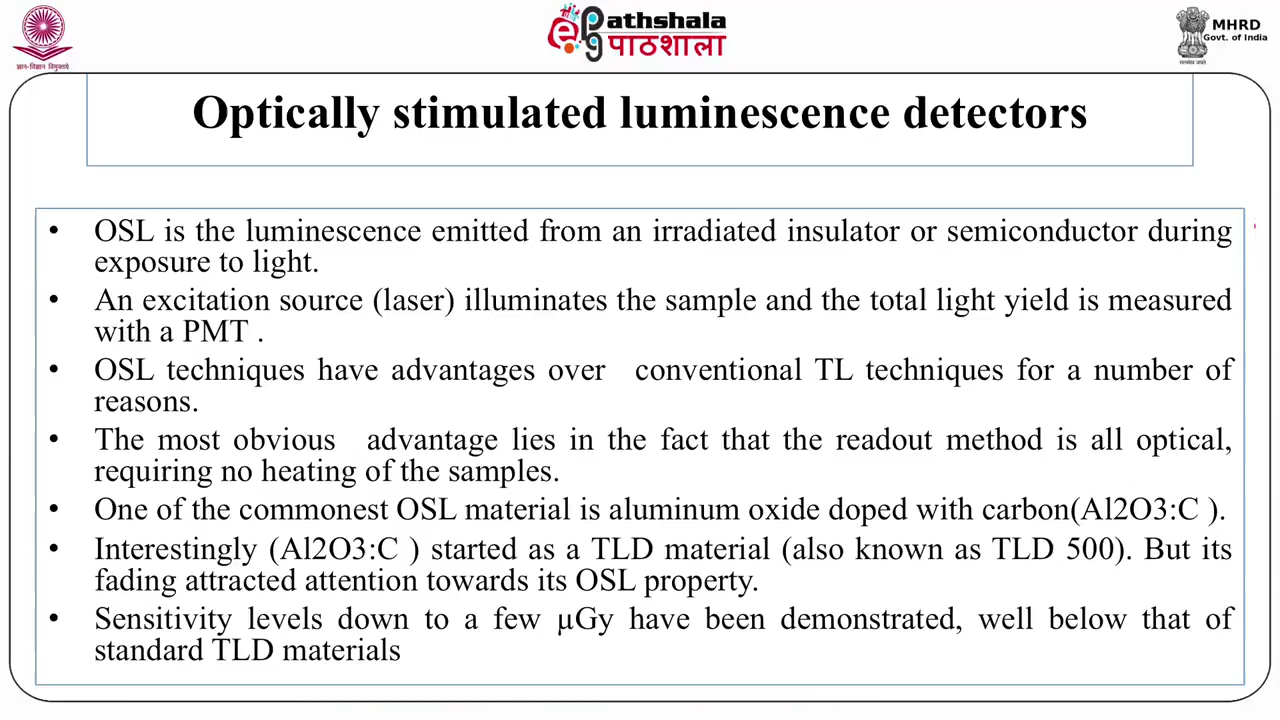 ज्ञान-विज्ञान विमुक्तये
ePathshala
पाठशाला
MHRD
Govt. of India
सत्यमेव जयते
Optically stimulated luminescence detectors
• OSL is the luminescence emitted from an irradiated insulator or semiconductor during
exposure to light.
• An excitation source (laser) illuminates the sample and the total light yield is measured
with a PMT .
• OSL techniques have advantages over conventional TL techniques for a number of
reasons.
• The most obvious advantage lies in the fact that the readout method is all optical,
requiring no heating of the samples.
• One of the commonest OSL material is aluminum oxide doped with carbon(Al2O3:C ).
• Interestingly (Al2O3:C ) started as a TLD material (also known as TLD 500). But its
fading attracted attention towards its OSL property.
• Sensitivity levels down to a few µGy have been demonstrated, well below that of
standard TLD materials